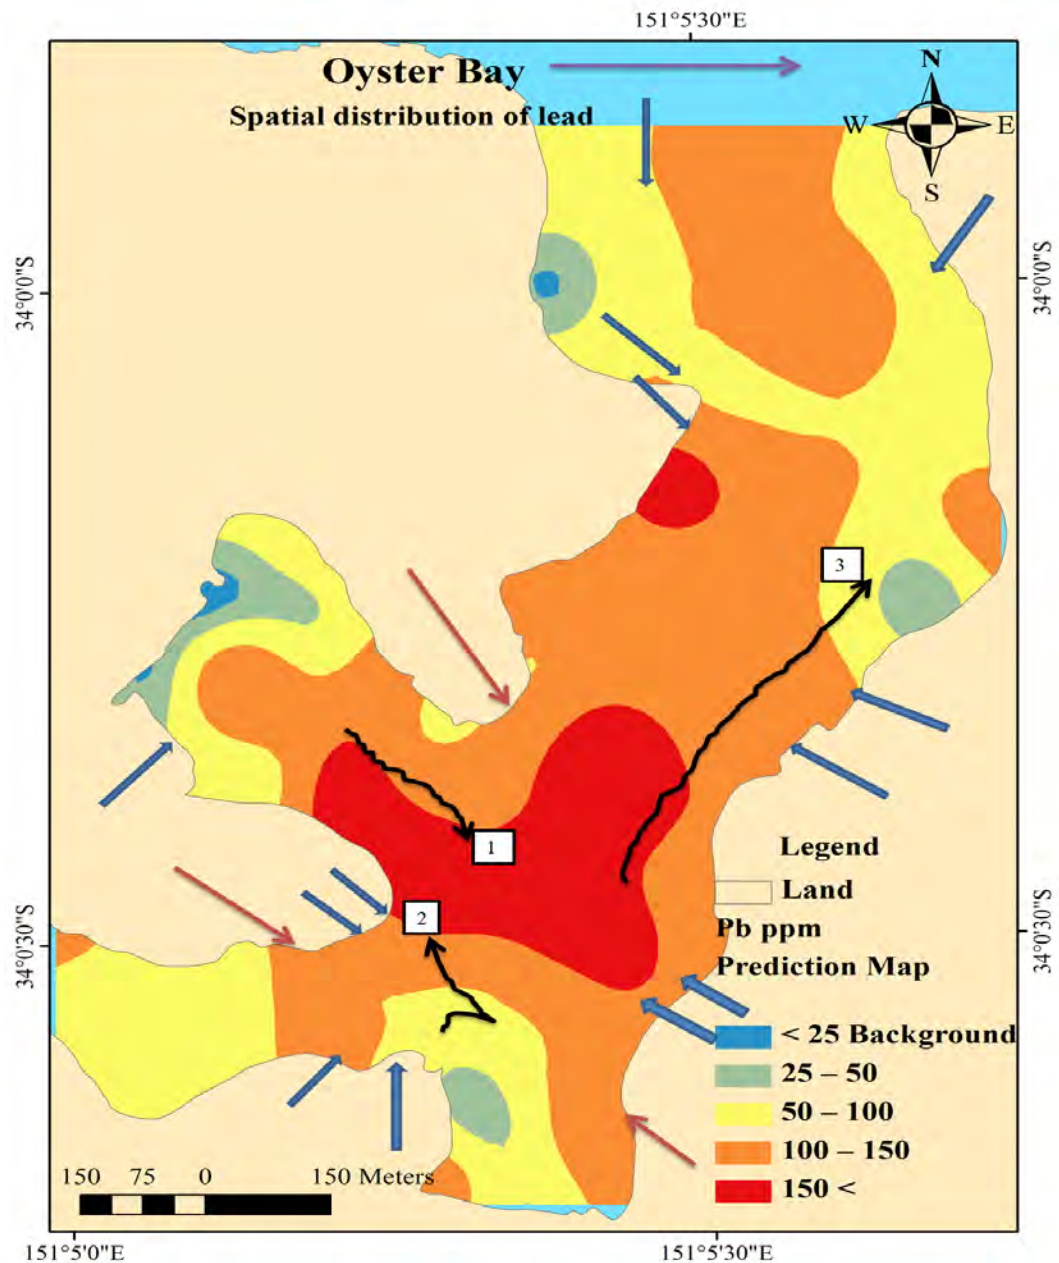 151°5'30"E
Oyster Bay
Spatial distribution of lead
N
W
E
S
34°0'0"S
34°0'0"S
3
1
2
34°0'30"S
34°0'30"S
Legend
Land
Pb ppm
Prediction Map
< 25 Background
25 – 50
50 – 100
100 – 150
150 <
150 75 0 150 Meters
151°5'0"E
151°5'30"E